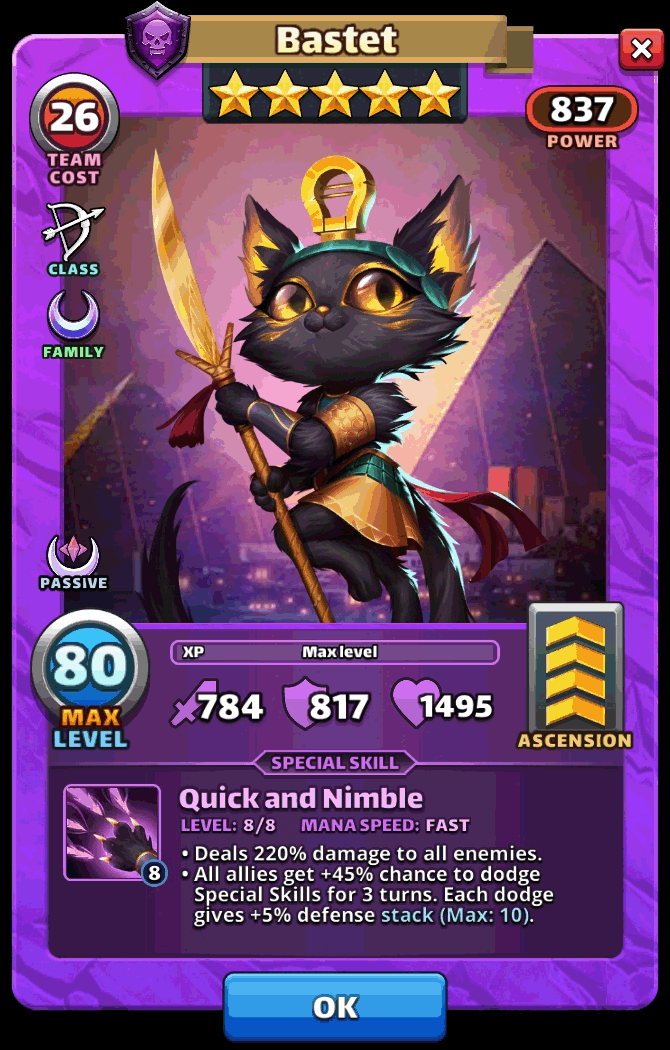 Bastet
26
TEAM
COST
837
POWER
CLASS
FAMILY
PASSIVE
80
MAX
LEVEL
XP Max level
784 817 1495
ASCENSION
SPECIAL SKILL
Quick and Nimble
LEVEL: 8/8 MANA SPEED: FAST
8
• Deals 220% damage to all enemies.
• All allies get +45% chance to dodge
Special Skills for 3 turns. Each dodge
gives +5% defense stack (Max: 10).
OK